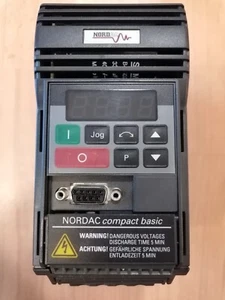 NORD
I
Jog
O
P
NORDAC compact basic
WARNING! DANGEROUS VOLTAGES
DISCHARGE TIME 5 MIN
ACHTUNG! GEFÄHRLICHE SPANNUNG
ENTLADEZEIT 5 MIN